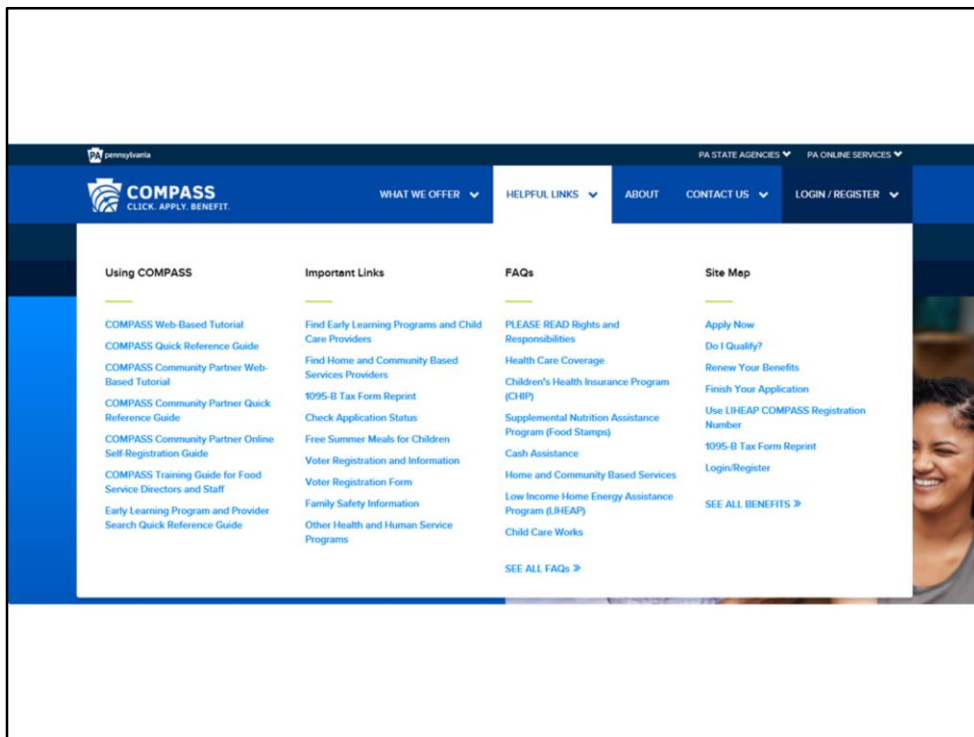 PA pennsylvania
PA STATE AGENCIES PA ONLINE SERVICES
COMPASS
CLICK. APPLY. BENEFIT.
WHAT WE OFFER HELPFUL LINKS ABOUT CONTACT US LOGIN / REGISTER
Using COMPASS
COMPASS Web-Based Tutorial
COMPASS Quick Reference Guide
COMPASS Community Partner Web-
Based Tutorial
COMPASS Community Partner Quick
Reference Guide
COMPASS Community Partner Online
Self-Registration Guide
COMPASS Training Guide for Food
Service Directors and Staff
Early Learning Program and Provider
Search Quick Reference Guide
Important Links
Find Early Learning Programs and Child
Care Providers
Find Home and Community Based
Services Providers
1095-B Tax Form Reprint
Check Application Status
Free Summer Meals for Children
Voter Registration and Information
Voter Registration Form
Family Safety Information
Other Health and Human Service
Programs
FAQs
PLEASE READ Rights and
Responsibilities
Health Care Coverage
Children's Health Insurance Program
(CHIP)
Supplemental Nutrition Assistance
Program (Food Stamps)
Cash Assistance
Home and Community Based Services
Low Income Home Energy Assistance
Program (LIHEAP)
Child Care Works
SEE ALL FAQs »
Site Map
Apply Now
Do I Qualify?
Renew Your Benefits
Finish Your Application
Use LIHEAP COMPASS Registration
Number
1095-B Tax Form Reprint
Login/Register
SEE ALL BENEFITS »